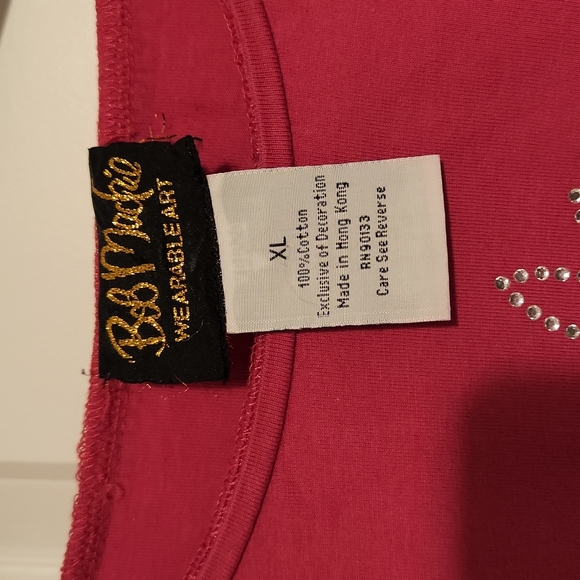 Bob Mackie
WEARABLE ART
XL
100%Cotton
Exclusive of Decoration
Made in Hong Kong
RN90133
Care See Reverse